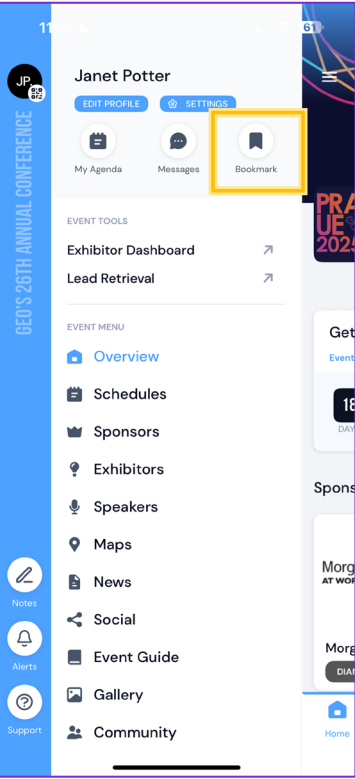 11
61
JP
Janet Potter
EDIT PROFILE
SETTINGS
My Agenda
Messages
Bookmark
GEO'S 26TH ANNUAL CONFERENCE
EVENT TOOLS
Exhibitor Dashboard
Lead Retrieval
EVENT MENU
Overview
Schedules
Sponsors
Exhibitors
Speakers
Maps
News
Social
Event Guide
Gallery
Community
Notes
Alerts
Support
PRA
UE
2025
Get
Event
18
DAY
Spons
Morg
AT WOR
Morg
DIA
Home